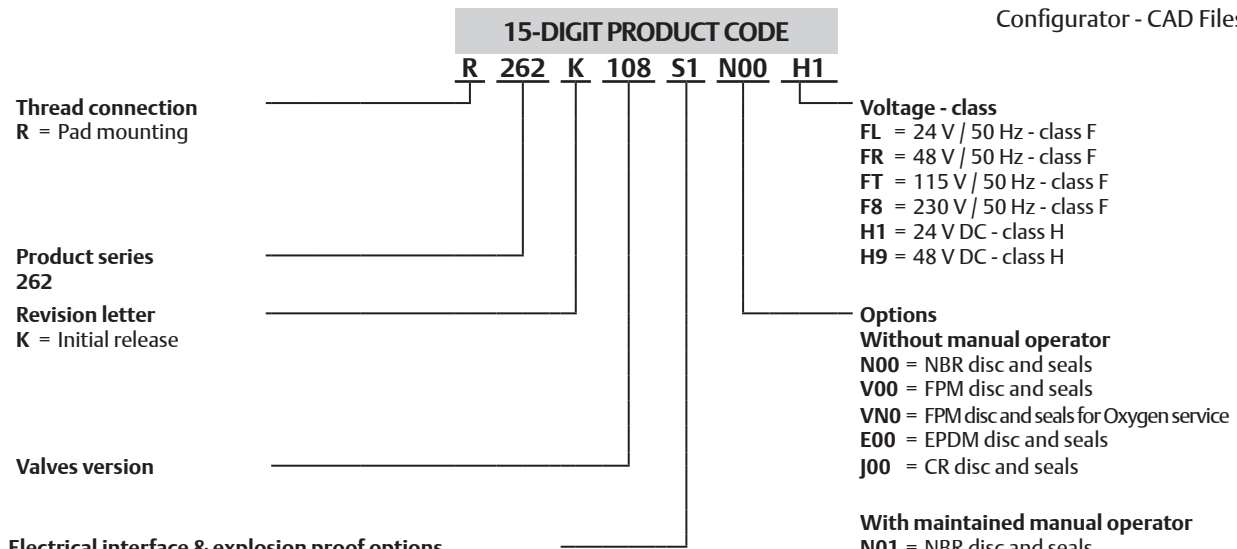 Configurator - CAD Files
15-DIGIT PRODUCT CODE
R 262 K 108 S1 N00 H1
Thread connection
R = Pad mounting
Product series
262
Revision letter
K = Initial release
Valves version
Electrical interface & explosion proof options
Voltage - class
FL = 24 V / 50 Hz - class F
FR = 48 V / 50 Hz - class F
FT = 115 V / 50 Hz - class F
F8 = 230 V / 50 Hz - class F
H1 = 24 V DC - class H
H9 = 48 V DC - class H
Options
Without manual operator
N00 = NBR disc and seals
V00 = FPM disc and seals
VN0 = FPM disc and seals for Oxygen service
E00 = EPDM disc and seals
J00 = CR disc and seals
With maintained manual operator
N01 = NBR disc and seals